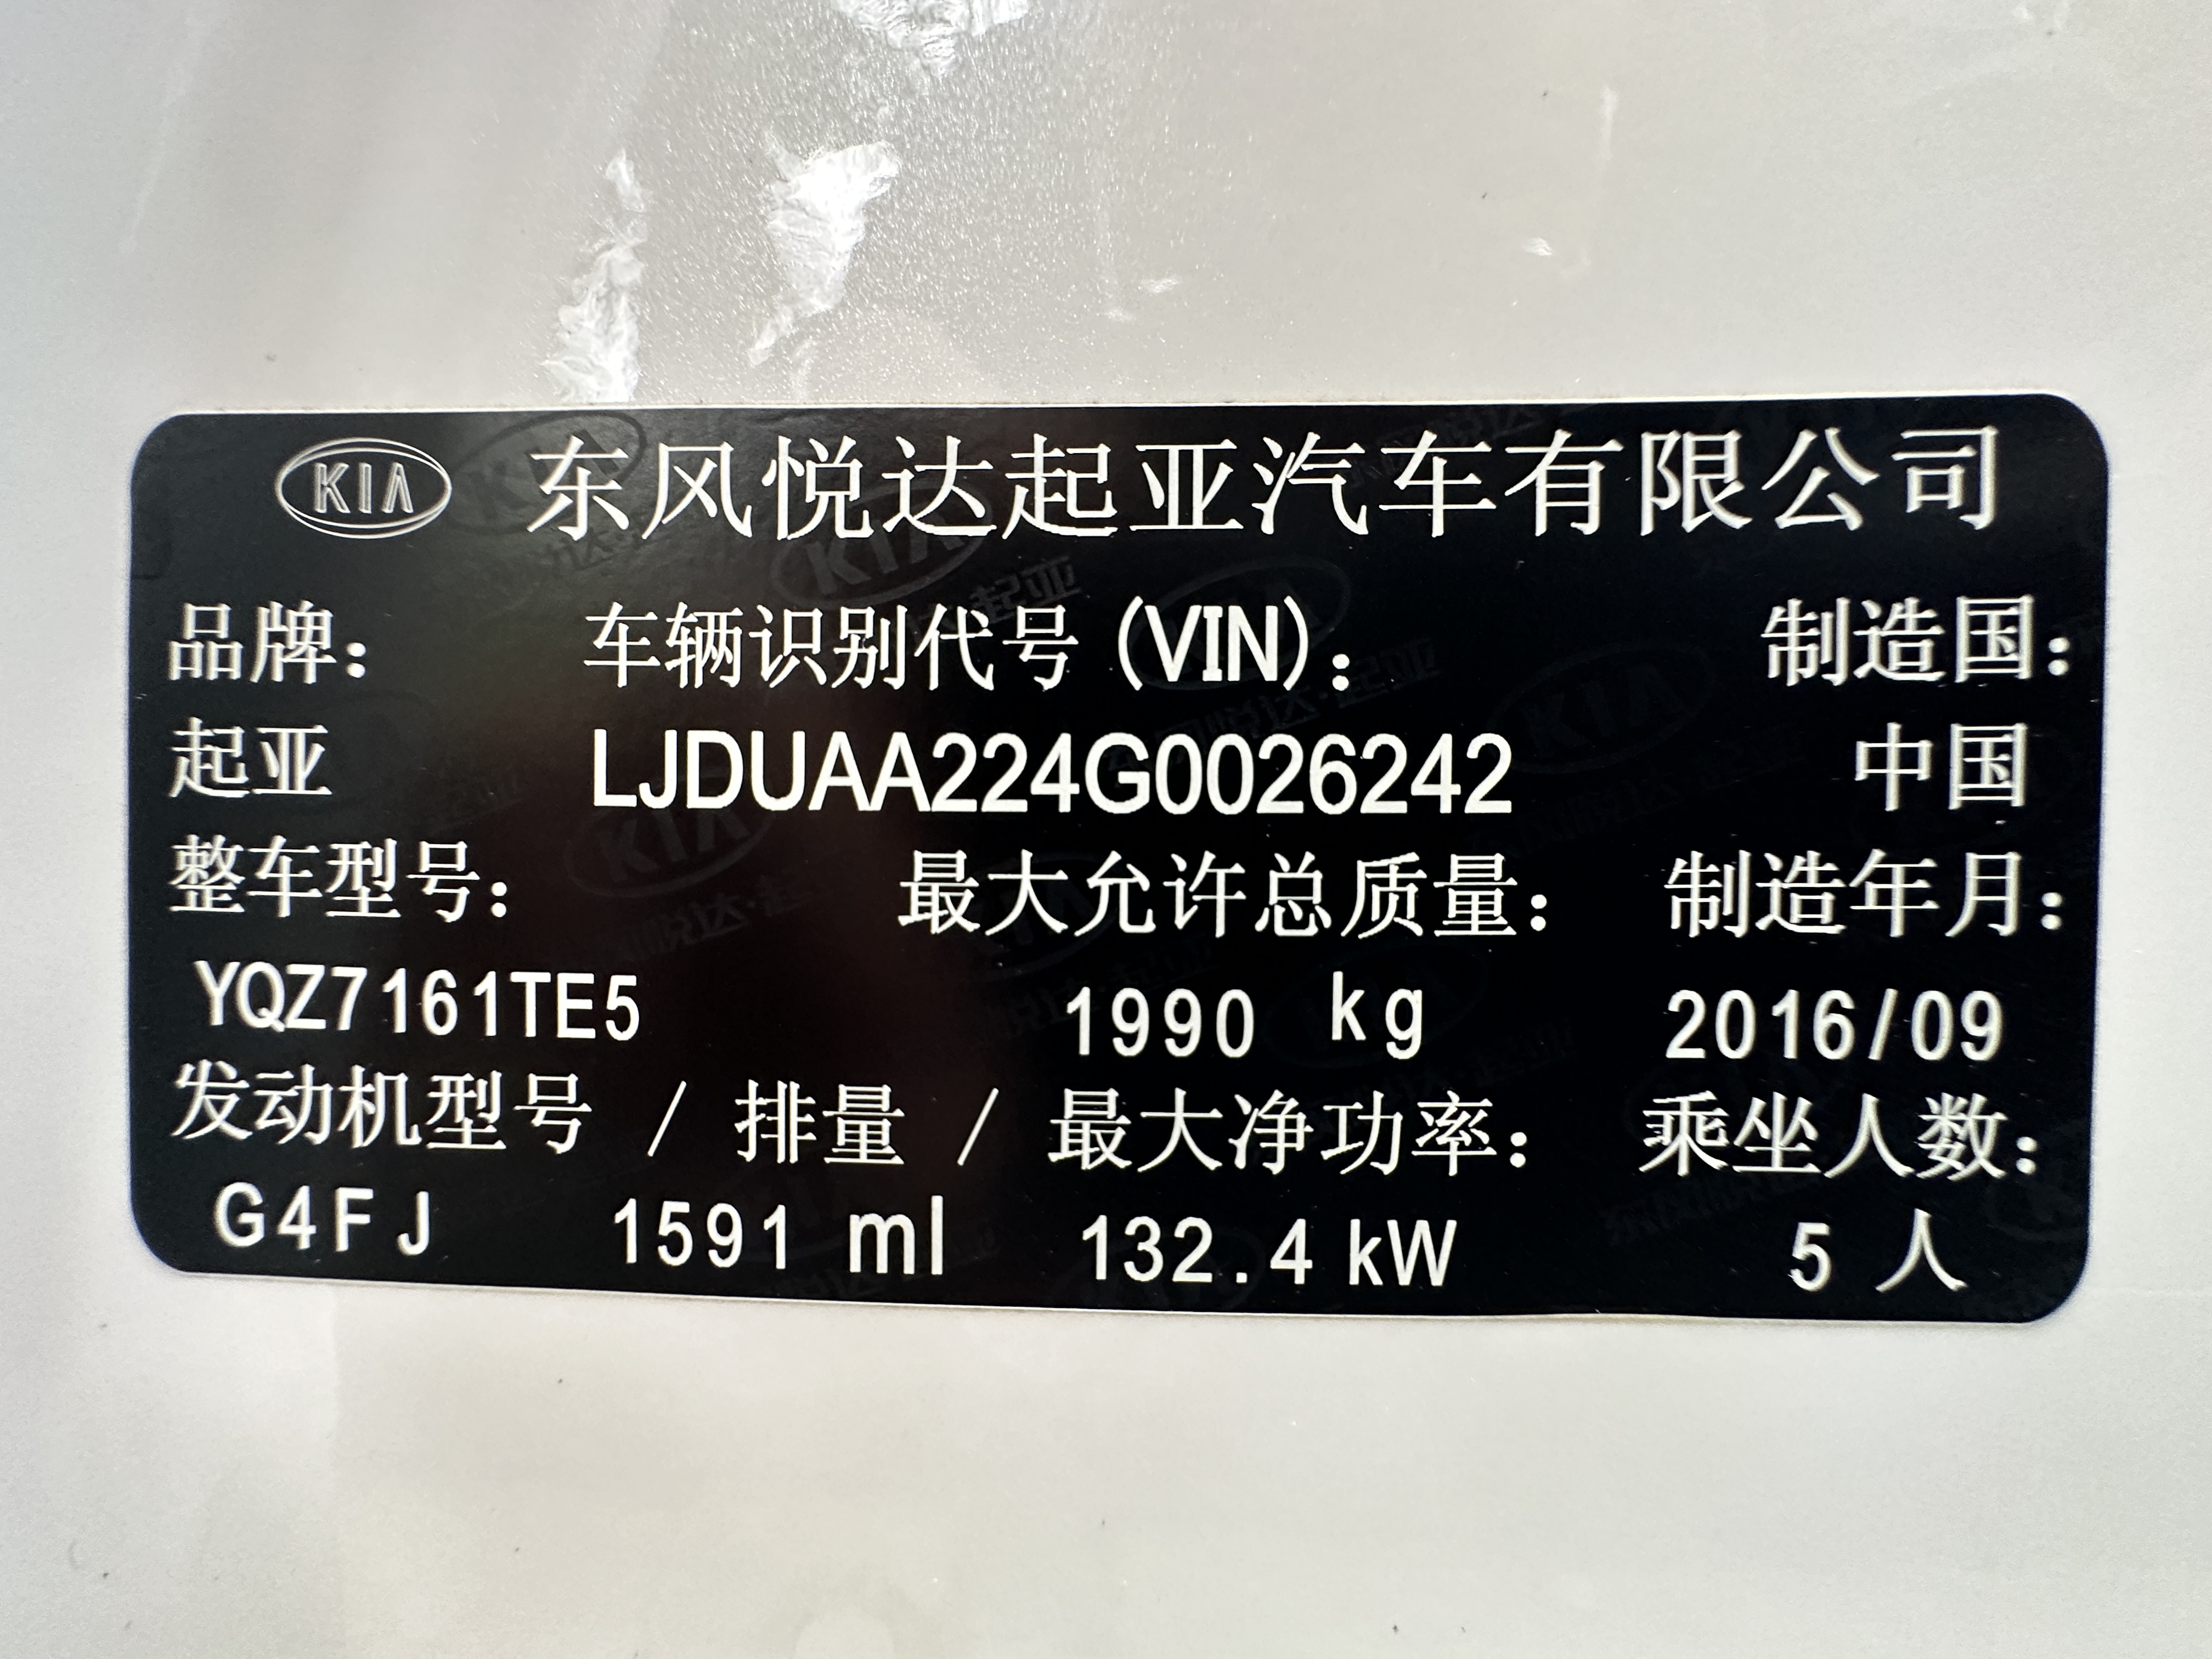 KIA 东风悦达起亚汽车有限公司
品牌： 车辆识别代号 (VIN)： 制造国：
起亚 LJDUAA224G0026242 中国
整车型号： 最大允许总质量： 制造年月：
YQZ7161TE5 1990 kg 2016/09
发动机型号 / 排量 / 最大净功率： 乘坐人数：
G4FJ 1591 ml 132.4 kW 5 人